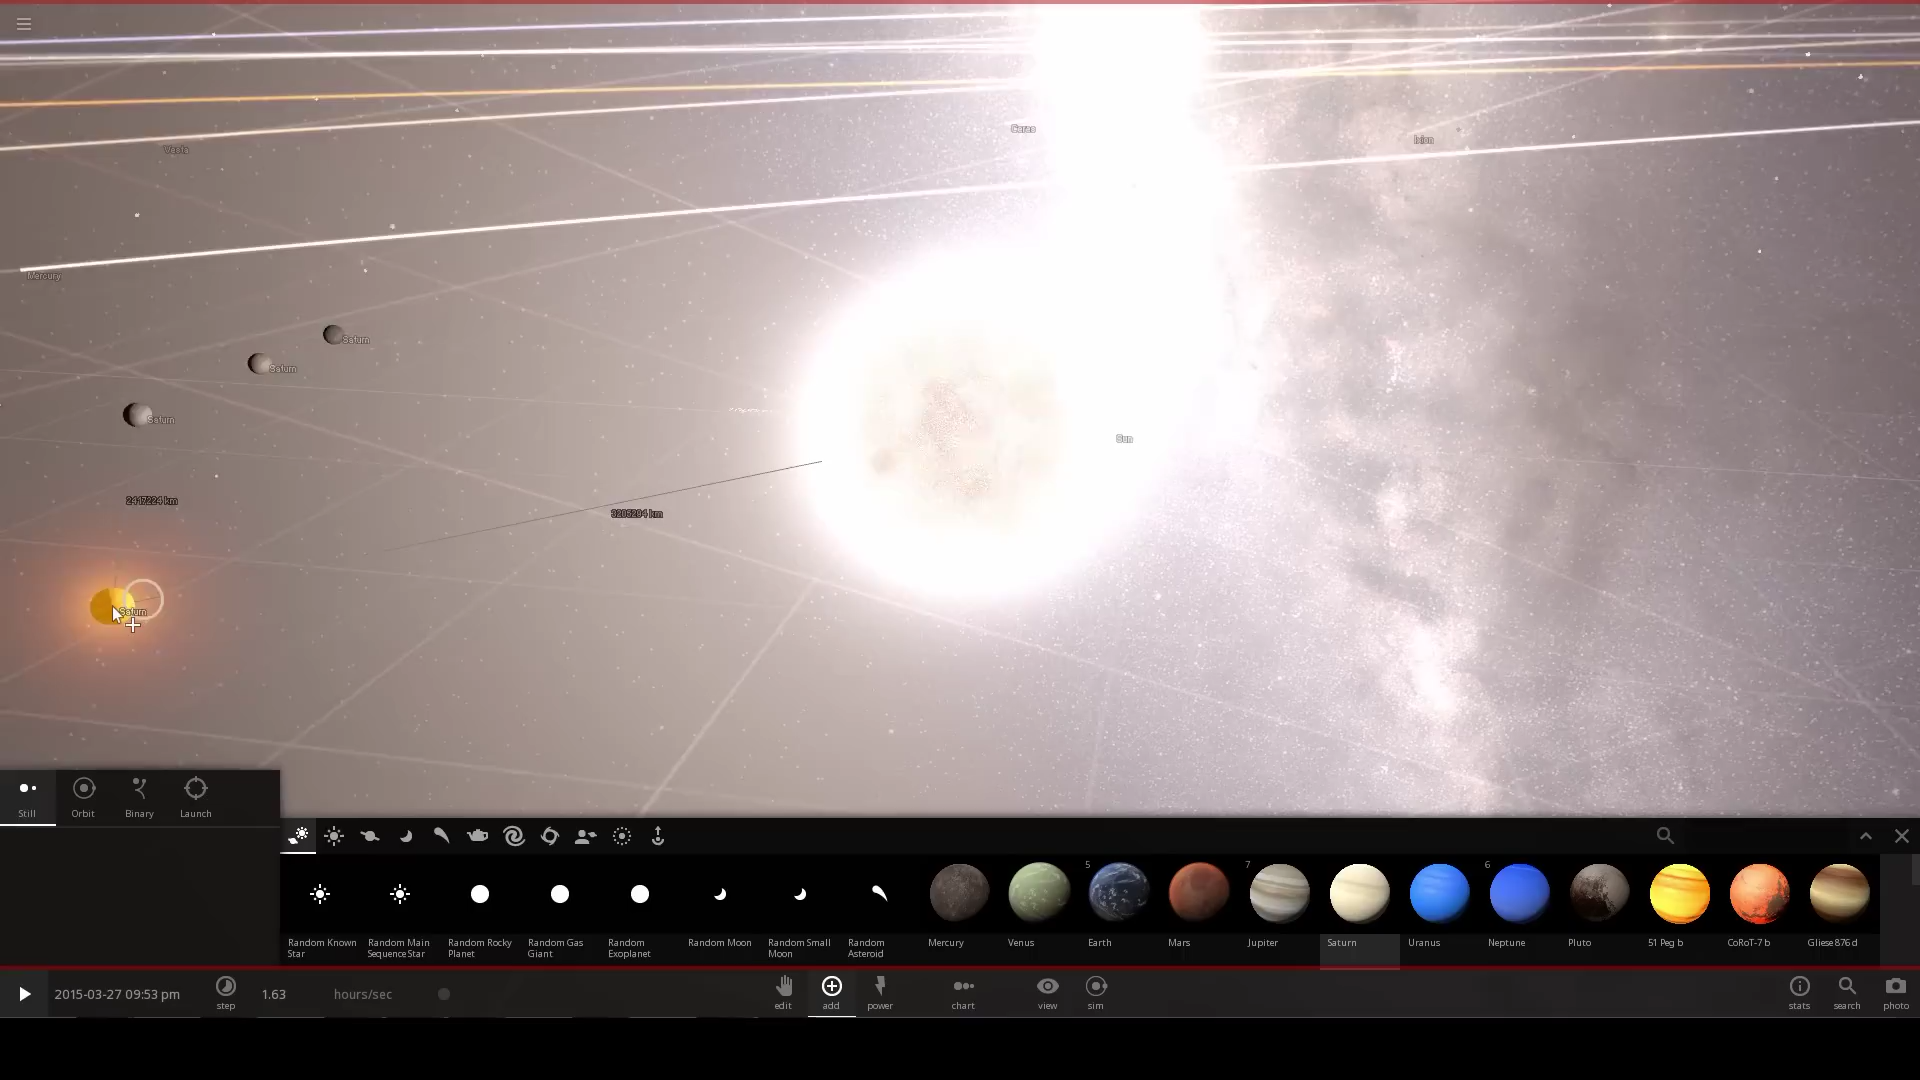 Ceres
Ixion
Vesta
Mercury
Saturn
Saturn
Saturn
Sun
km
km
Saturn
Still
Orbit
Binary
Launch
5
7
6
Random Known Star
Random Main Sequence Star
Random Rocky Planet
Random Gas Giant
Random Exoplanet
Random Moon
Random Small Moon
Random Asteroid
Mercury
Venus
Earth
Mars
Jupiter
Saturn
Uranus
Neptune
Pluto
51 Peg b
CoRoT-7 b
Gliese 876 d
2015-03-27 09:53 pm
step
1.63
hours/sec
edit
add
power
chart
view
sim
stats
search
photo